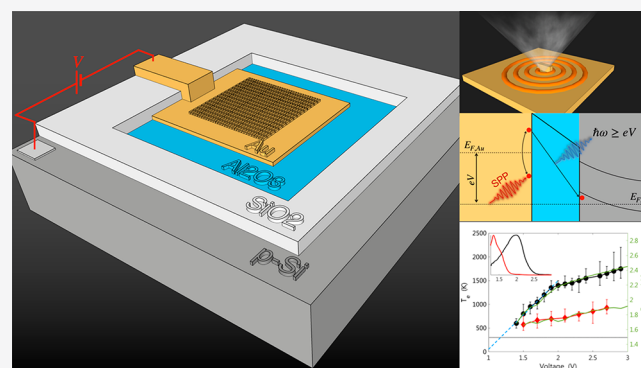 V
Au
Al2O3
SiO2
p-Si
ħω ≥ eV
E_F,Au
eV
SPP
E_F
2500
2000
1500
1000
500
0
T_e (K)
1.5 2 2.5
2.8
2.6
2.4
2.2
2
1.8
1.6
1.4
1 1.5 2 2.5 3
Voltage (V)